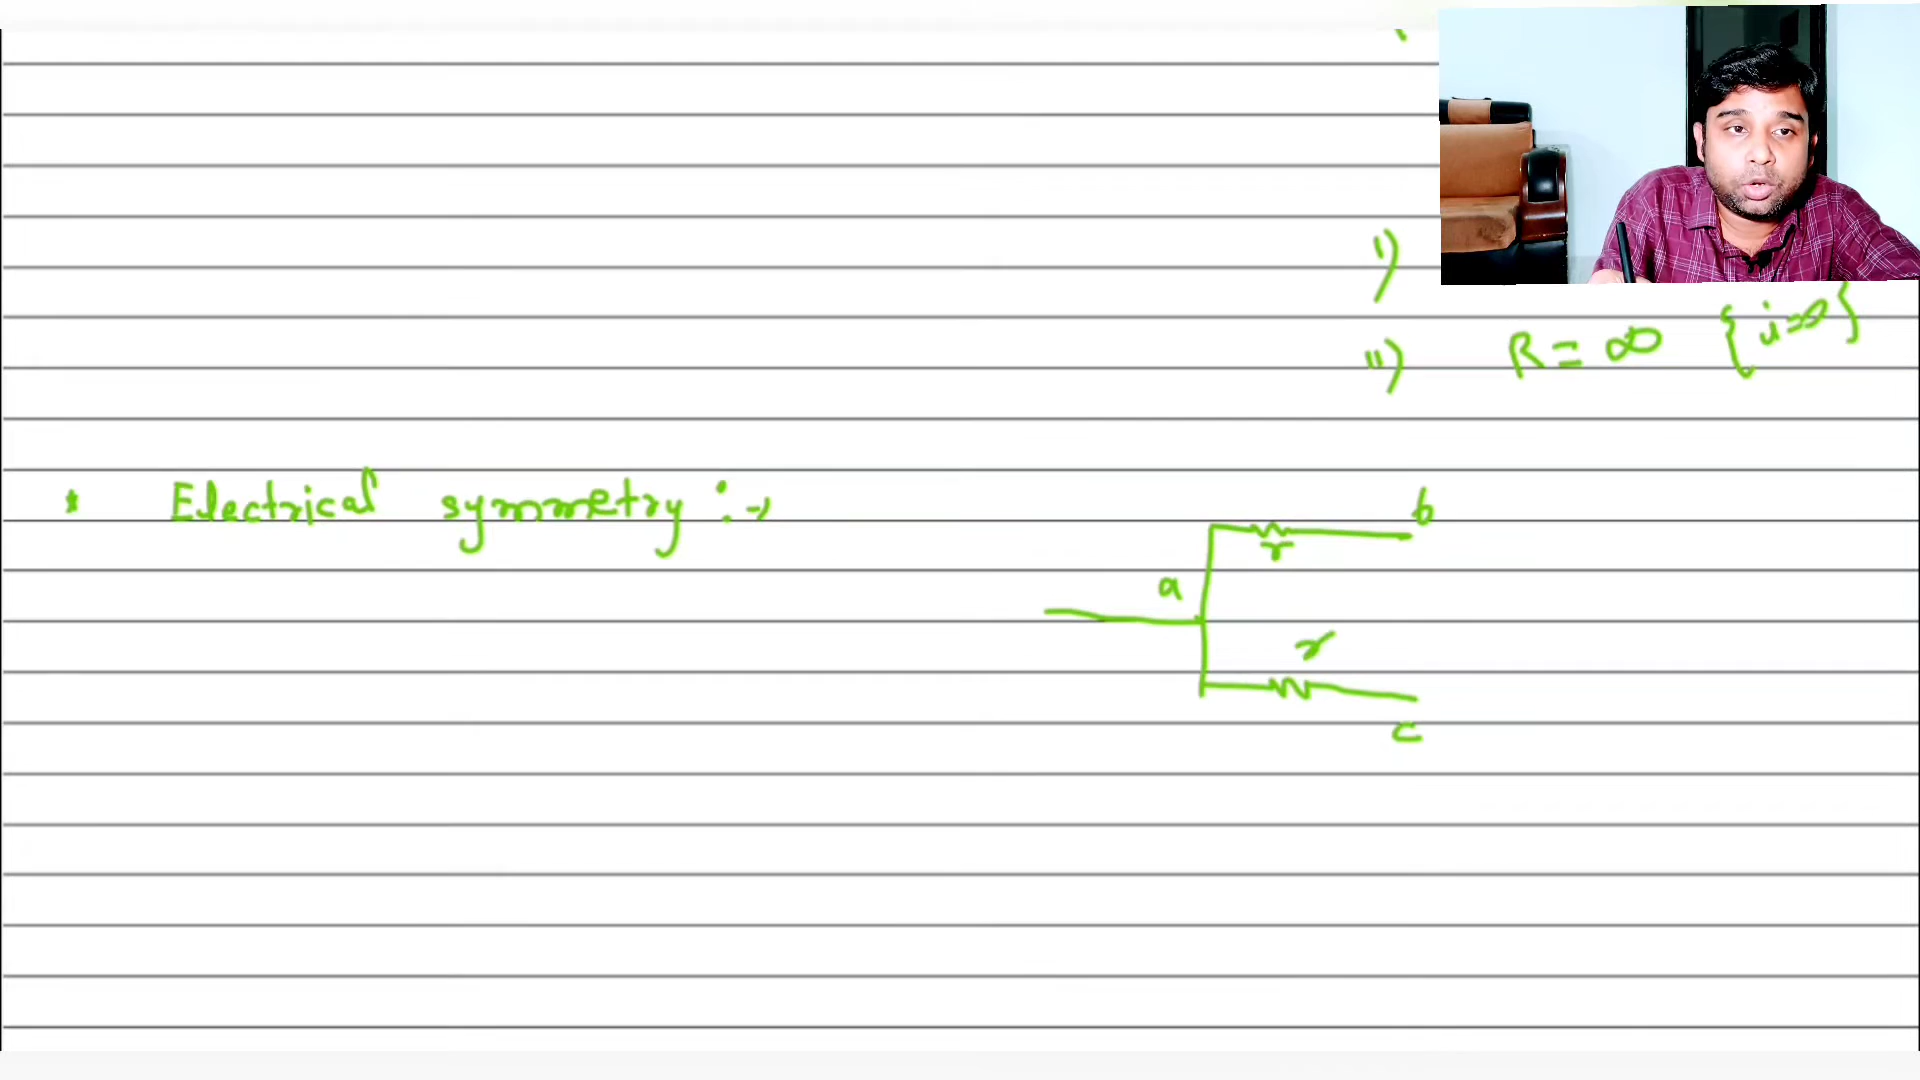 i)
ii) R = ∞ {i=0}
* Electrical symmetry :→
b
r
a
r
c